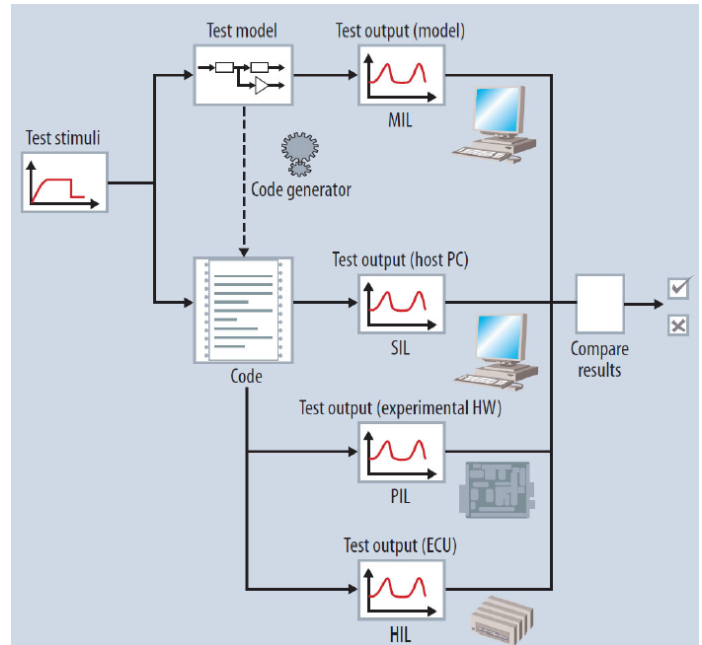 Test model
Test output (model)
MIL
Test stimuli
Code generator
Test output (host PC)
SIL
Code
Compare
results
Test output (experimental HW)
PIL
Test output (ECU)
HIL